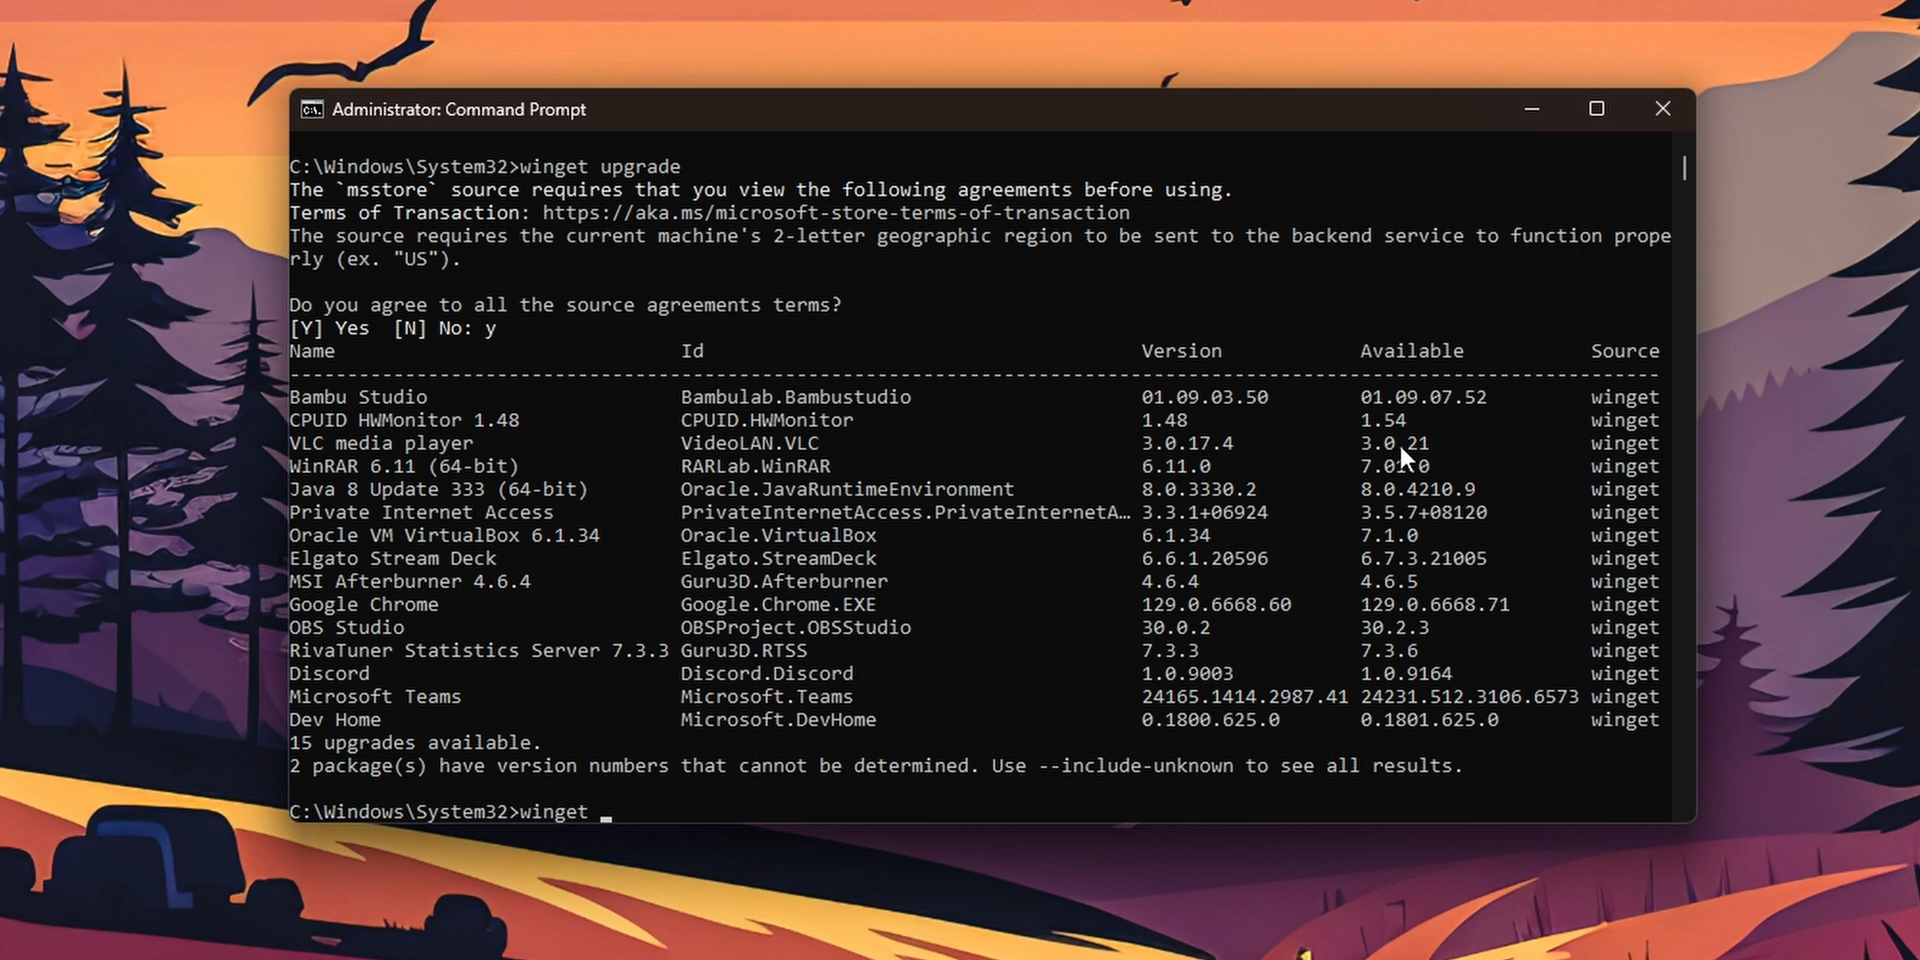 Administrator: Command Prompt
C:\Windows\System32>winget upgrade
The `msstore` source requires that you view the following agreements before using.
Terms of Transaction: https://aka.ms/microsoft-store-terms-of-transaction
The source requires the current machine's 2-letter geographic region to be sent to the backend service to function prope
rly (ex. "US").
Do you agree to all the source agreements terms?
[Y] Yes  [N] No: y
Name Id Version Available Source
-----------------------------------------------------------------------------------------------------------------------
Bambu Studio Bambulab.Bambustudio 01.09.03.50 01.09.07.52 winget
CPUID HWMonitor 1.48 CPUID.HWMonitor 1.48 1.54 winget
VLC media player VideoLAN.VLC 3.0.17.4 3.0.21 winget
WinRAR 6.11 (64-bit) RARLab.WinRAR 6.11.0 winget
Java 8 Update 333 (64-bit) Oracle.JavaRuntimeEnvironment 8.0.3330.2 8.0.4210.9 winget
Private Internet Access PrivateInternetAccess.PrivateInternetA… 3.3.1+06924 3.5.7+08120 winget
Oracle VM VirtualBox 6.1.34 Oracle.VirtualBox 6.1.34 7.1.0 winget
Elgato Stream Deck Elgato.StreamDeck 6.6.1.20596 6.7.3.21005 winget
MSI Afterburner 4.6.4 Guru3D.Afterburner 4.6.4 4.6.5 winget
Google Chrome Google.Chrome.EXE 129.0.6668.60 129.0.6668.71 winget
OBS Studio OBSProject.OBSStudio 30.0.2 30.2.3 winget
RivaTuner Statistics Server 7.3.3 Guru3D.RTSS 7.3.3 7.3.6 winget
Discord Discord.Discord 1.0.9003 1.0.9164 winget
Microsoft Teams Microsoft.Teams 24165.1414.2987.41 24231.512.3106.6573 winget
Dev Home Microsoft.DevHome 0.1800.625.0 0.1801.625.0 winget
15 upgrades available.
2 package(s) have version numbers that cannot be determined. Use --include-unknown to see all results.
C:\Windows\System32>winget _